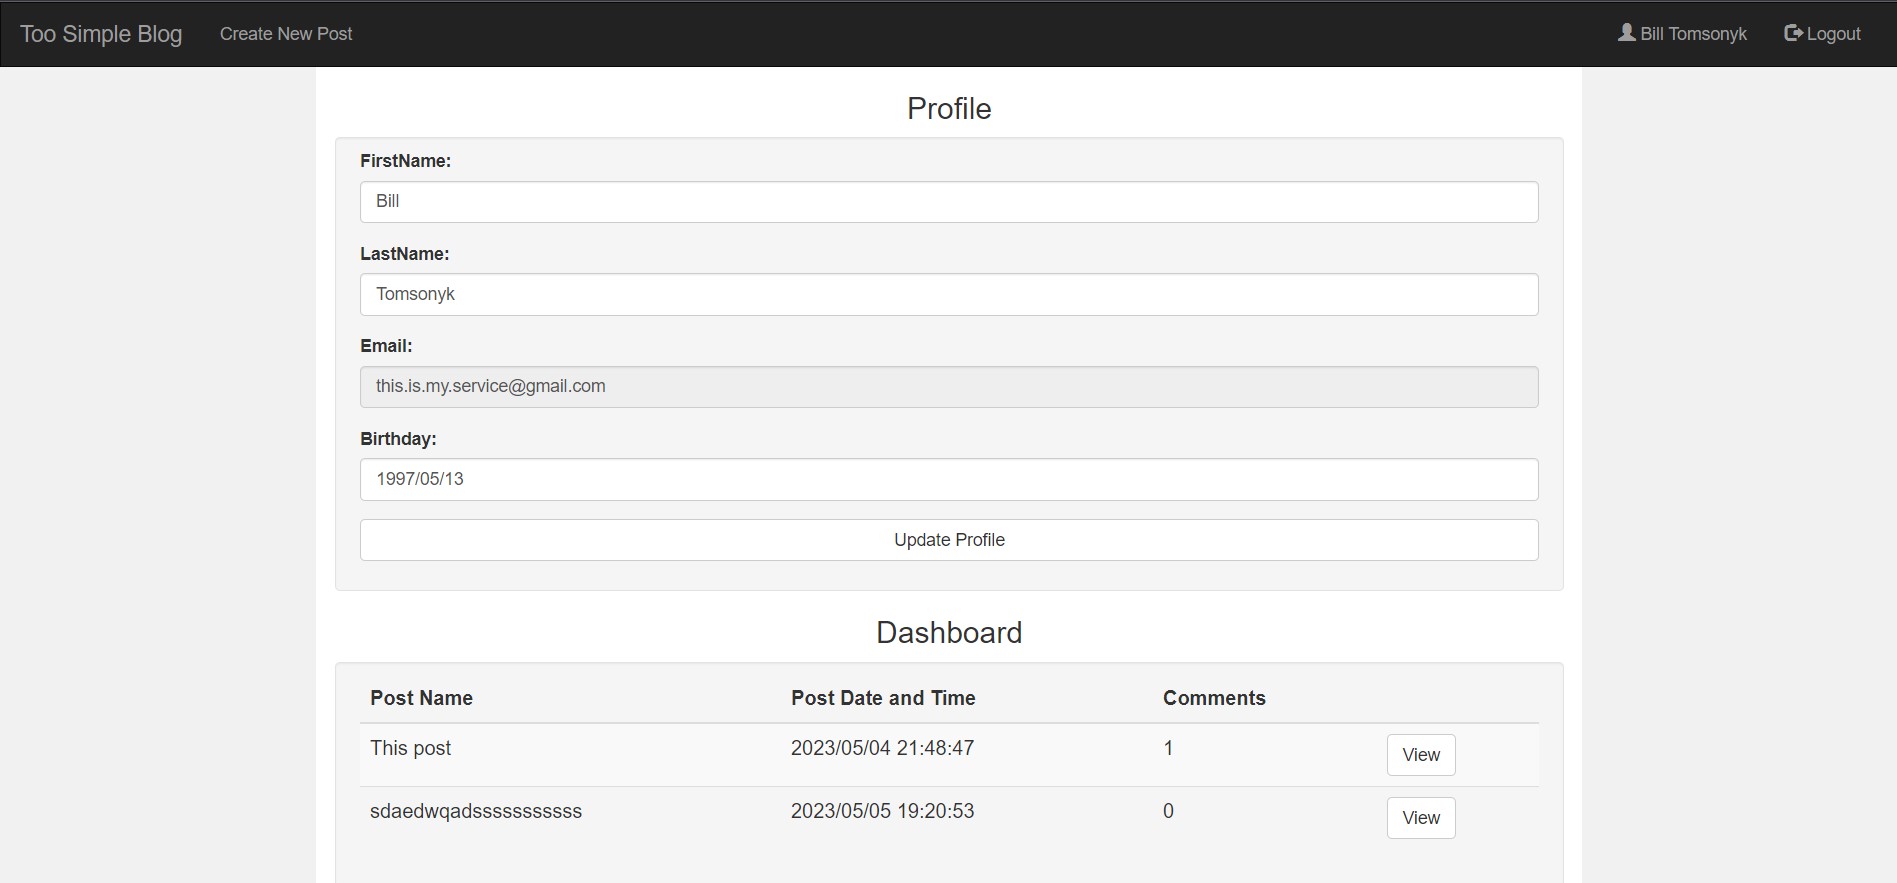 Too Simple Blog Create New Post Bill Tomsonyk Logout
Profile
FirstName:
Bill
LastName:
Tomsonyk
Email:
this.is.my.service@gmail.com
Birthday:
1997/05/13
Update Profile
Dashboard
Post Name Post Date and Time Comments
This post 2023/05/04 21:48:47 1 View
sdaedwqadsssssssssss 2023/05/05 19:20:53 0 View